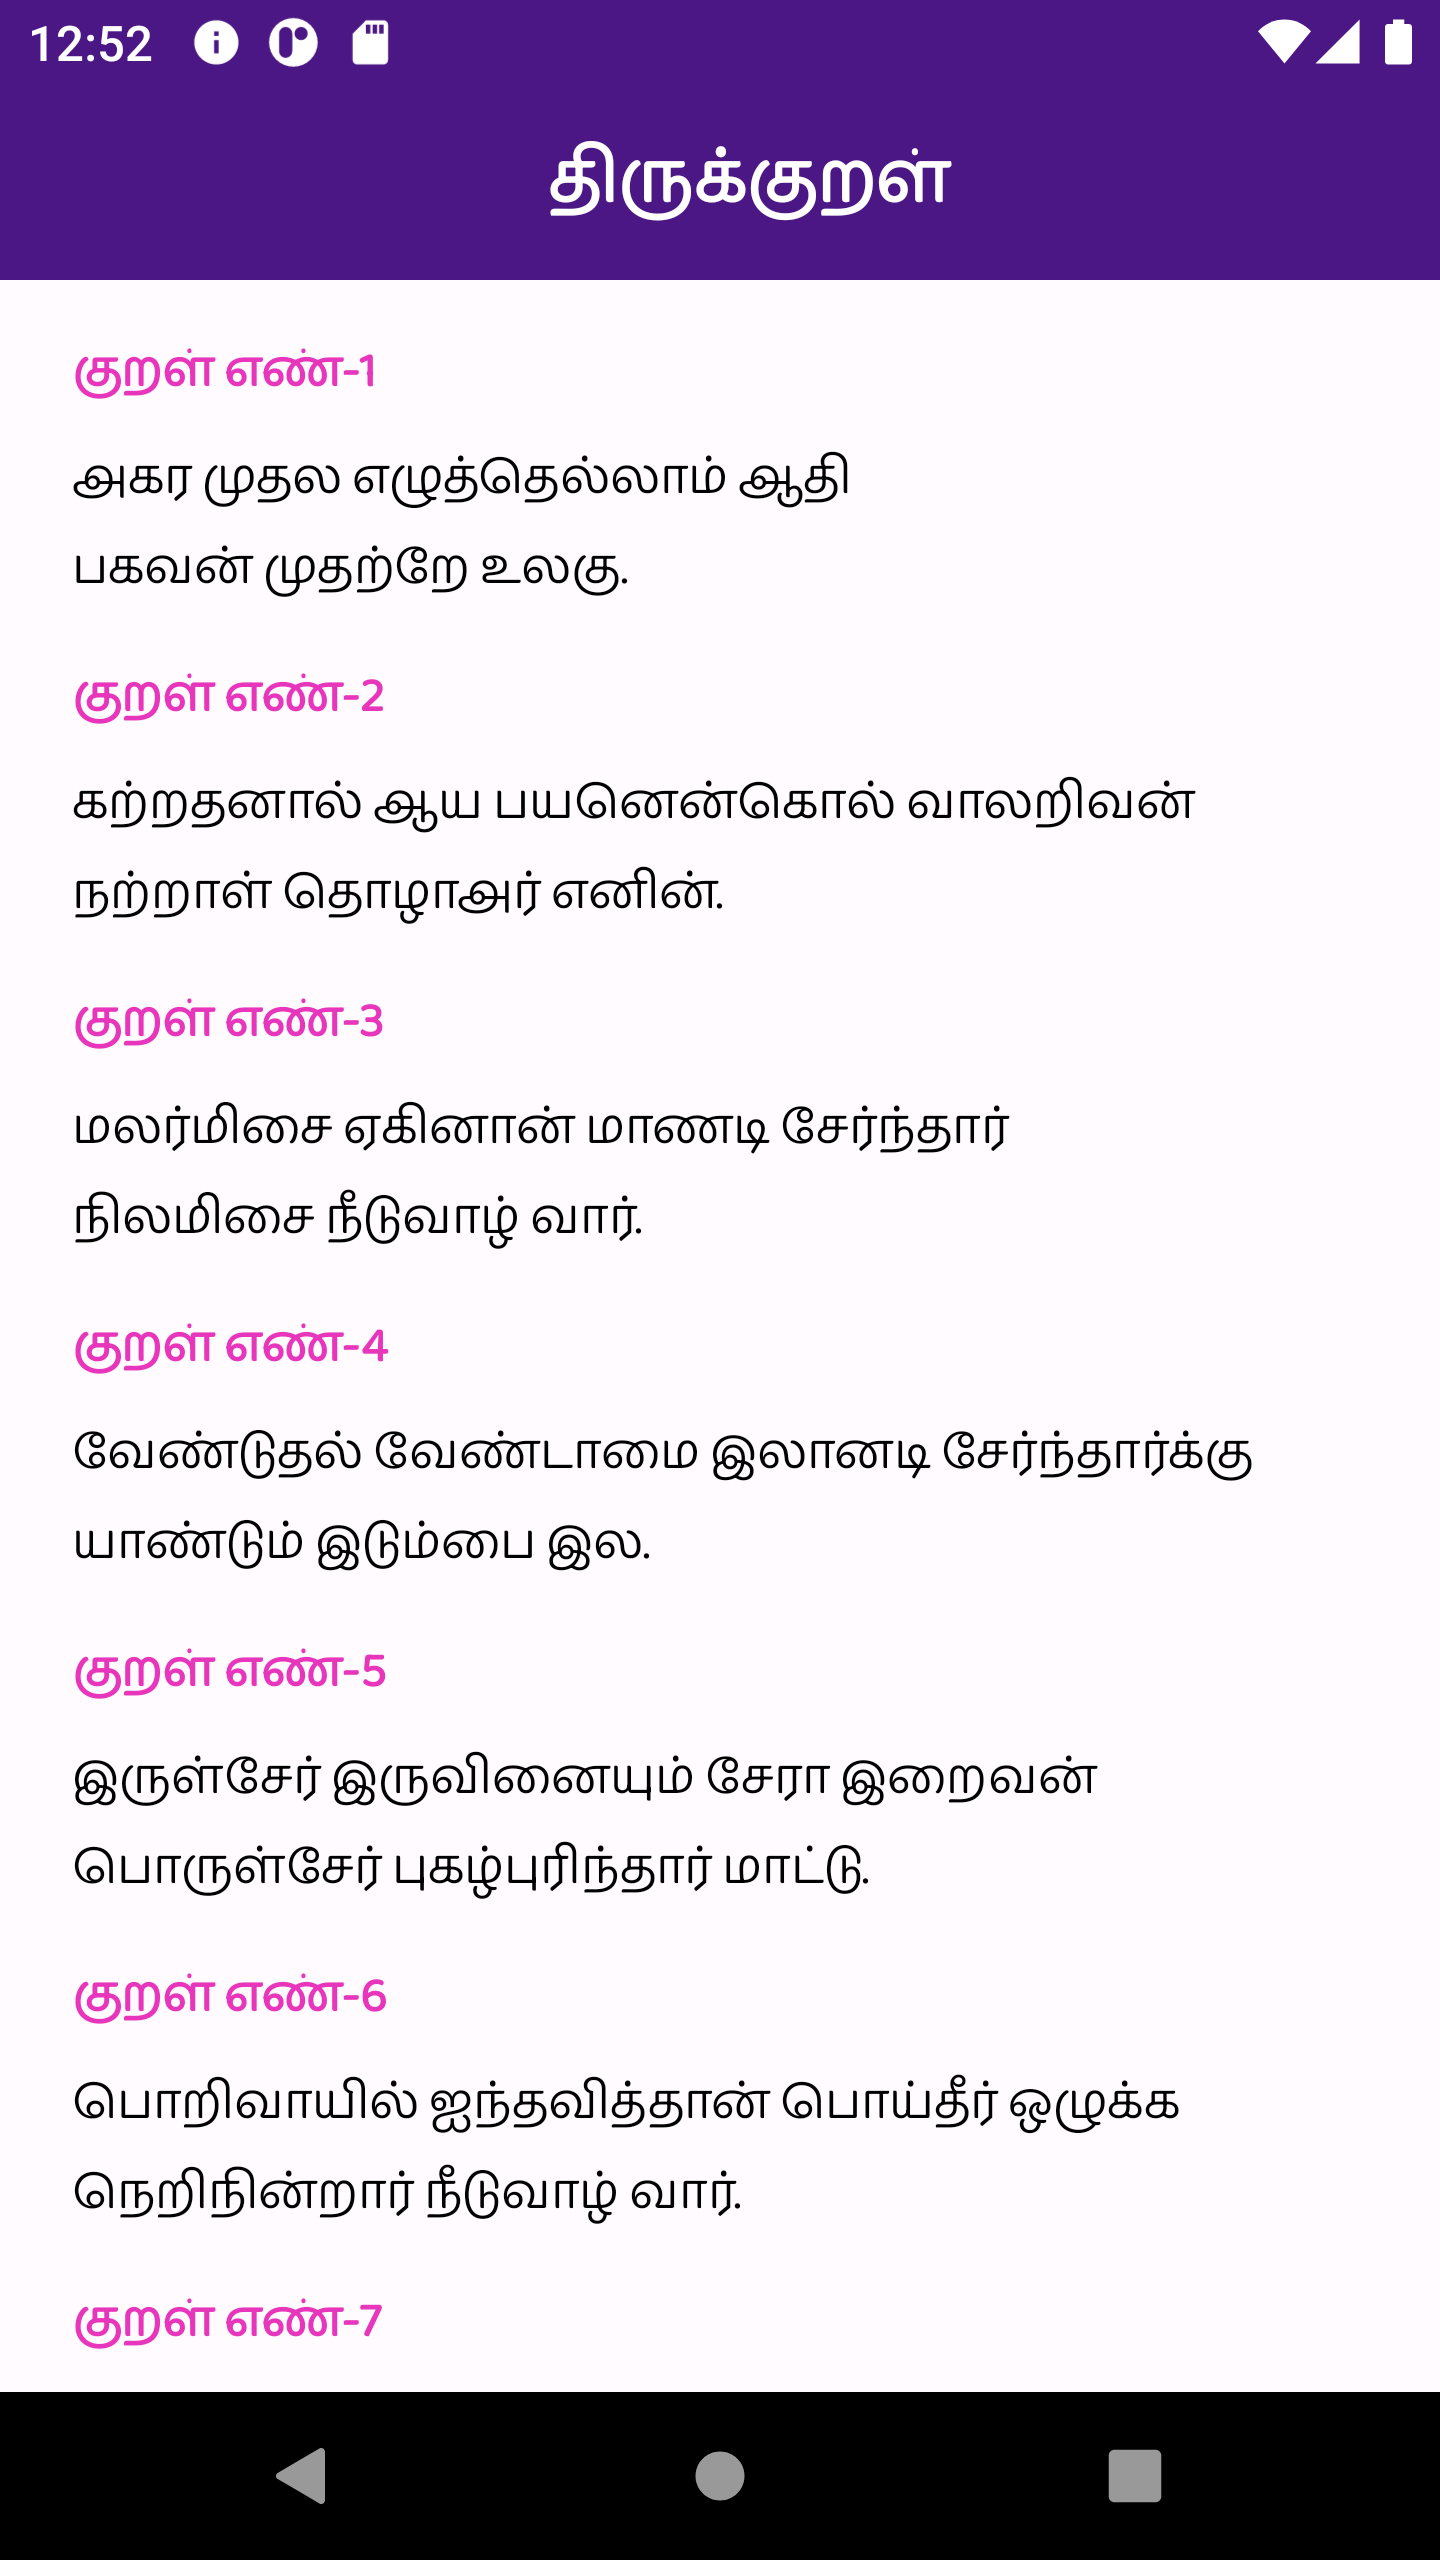 12:52
திருக்குறள்
குறள் எண்-1
அகர முதல எழுத்தெல்லாம் ஆதி
பகவன் முதற்றே உலகு.
குறள் எண்-2
கற்றதனால் ஆய பயனென்கொல் வாலறிவன்
நற்றாள் தொழாஅர் எனின்.
குறள் எண்-3
மலர்மிசை ஏகினான் மாணடி சேர்ந்தார்
நிலமிசை நீடுவாழ் வார்.
குறள் எண்-4
வேண்டுதல் வேண்டாமை இலானடி சேர்ந்தார்க்கு
யாண்டும் இடும்பை இல.
குறள் எண்-5
இருள்சேர் இருவினையும் சேரா இறைவன்
பொருள்சேர் புகழ்புரிந்தார் மாட்டு.
குறள் எண்-6
பொறிவாயில் ஐந்தவித்தான் பொய்தீர் ஒழுக்க
நெறிநின்றார் நீடுவாழ் வார்.
குறள் எண்-7